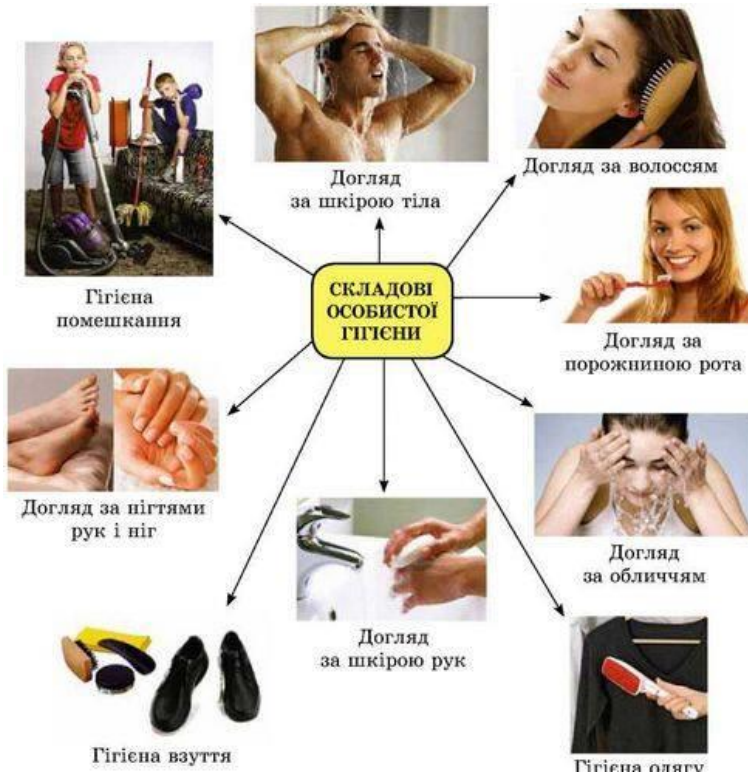 Догляд
за шкірою тіла
Догляд за волоссям
Гігієна
помешкання
СКЛАДОВІ
ОСОБИСТОЇ
ГІГІЄНИ
Догляд за
порожниною рота
Догляд за нігтями
рук і ніг
Догляд
за шкірою рук
Догляд
за обличчям
Гігієна взуття
Гігієна одягу